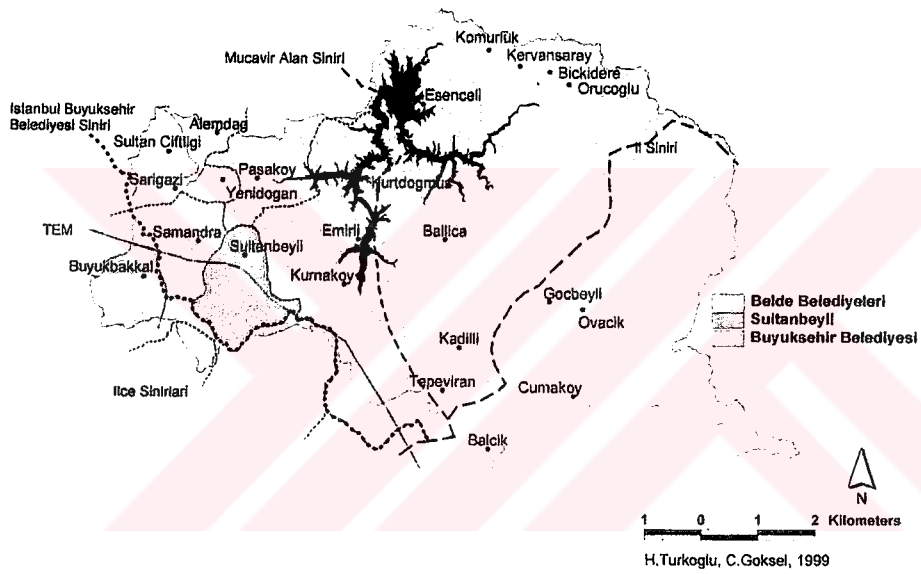 Komurluk
Kervansaray
Mucavir Alan Siniri
Bickidere
Orucoglu
Esenceli
Istanbul Buyuksehir
Belediyesi Siniri
Alemdag
Sultan Ciftligi
Il Siniri
Pasakoy
Sarigazi
Yenidogan
Kurtdogmus
TEM
Samandra
Emirli
Ballica
Sultanbeyli
Buyukbakkal
Kurnakoy
Gocbeyli
Ovacik
Belde Belediyeleri
Sultanbeyli
Buyuksehir Belediyesi
Kadilli
Ilce Sinirlari
Tepeviran
Cumakoy
Balcik
N
1 0 1 2 Kilometers
H.Turkoglu, C.Goksel, 1999